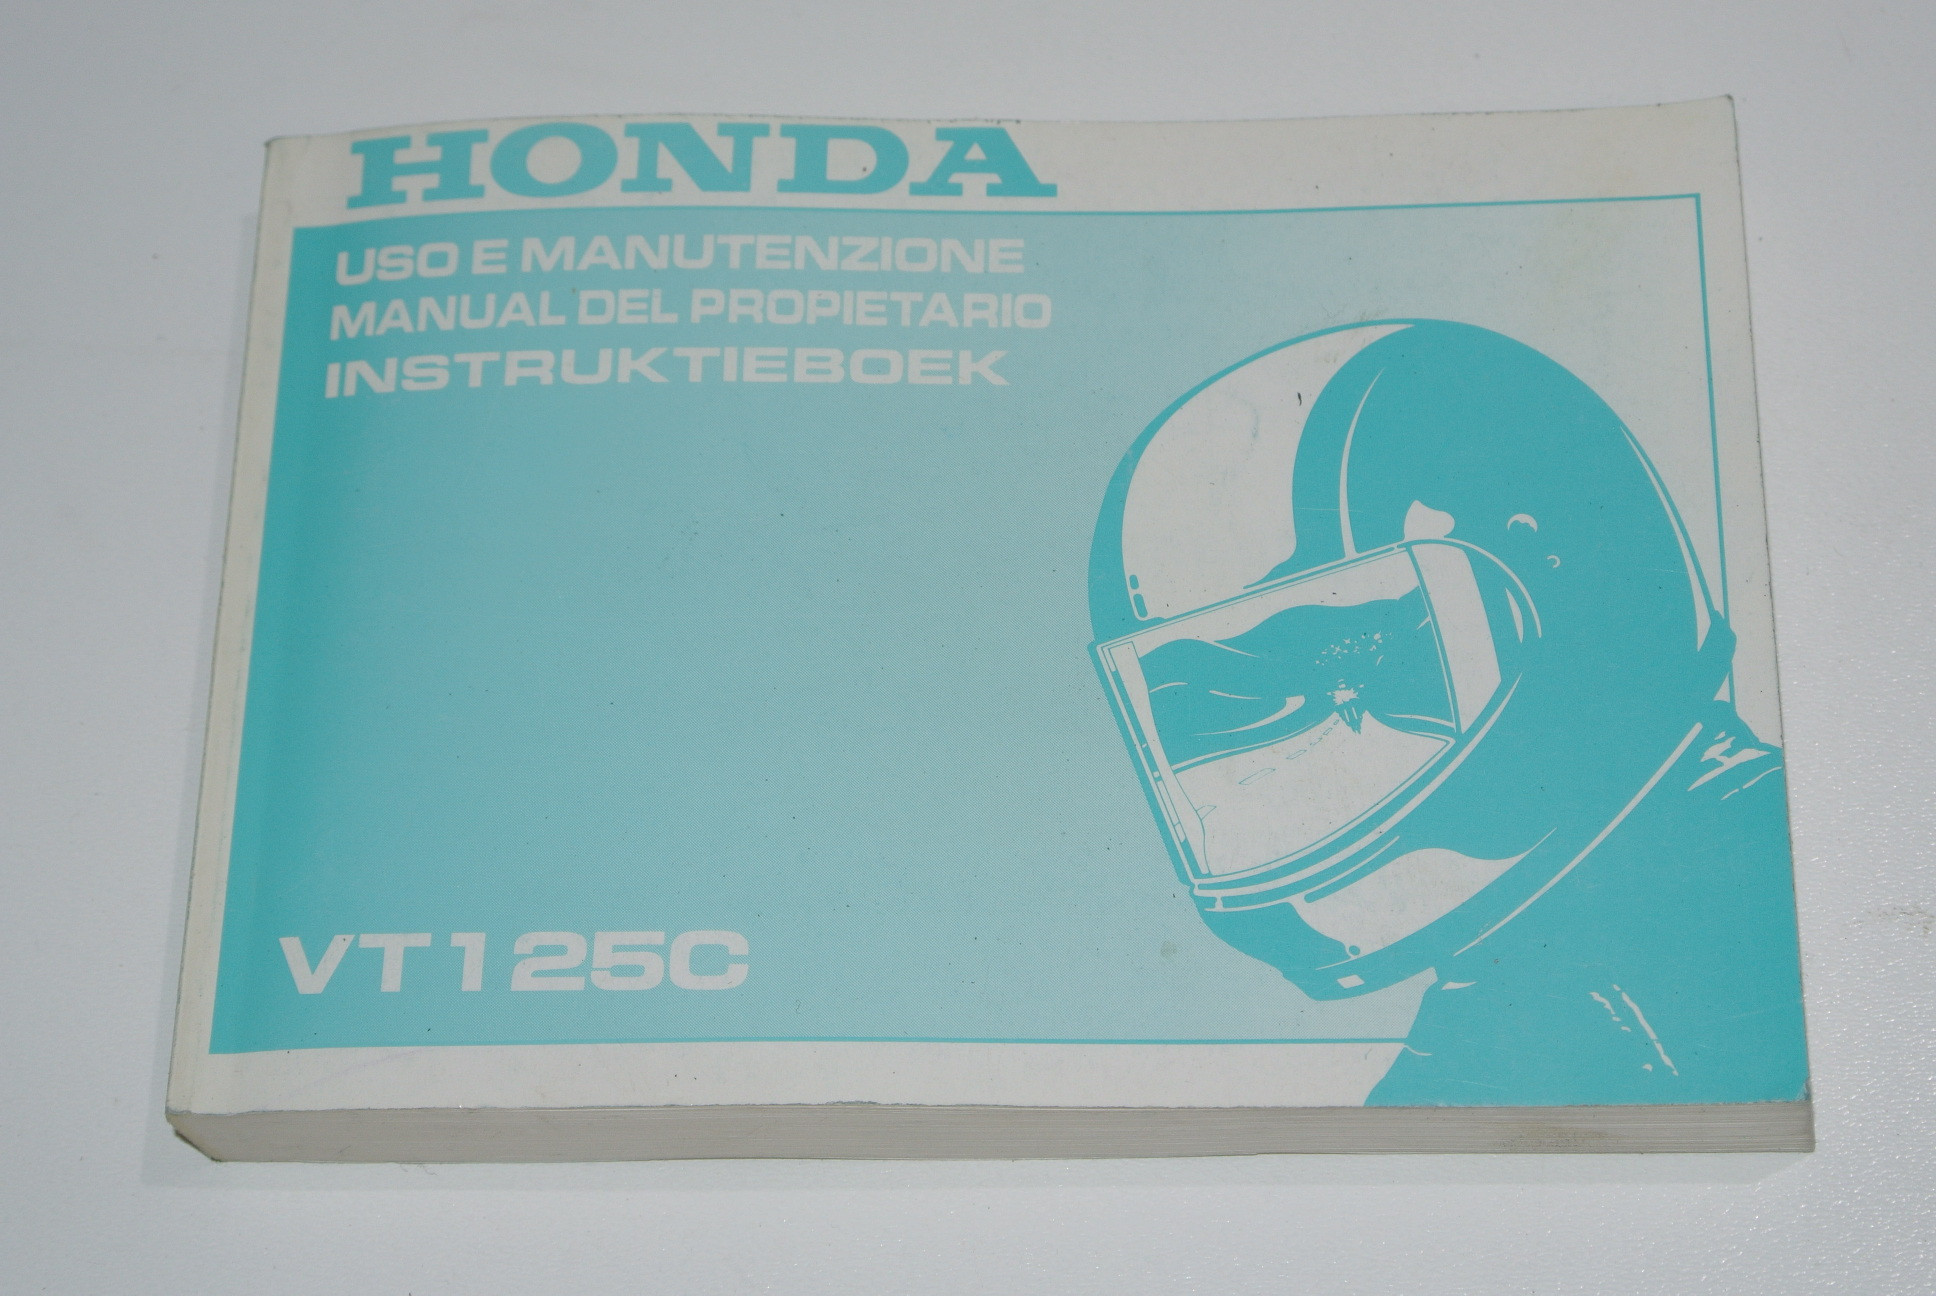 HONDA
USO E MANUTENZIONE
MANUAL DEL PROPIETARIO
INSTRUKTIEBOEK
VT125C